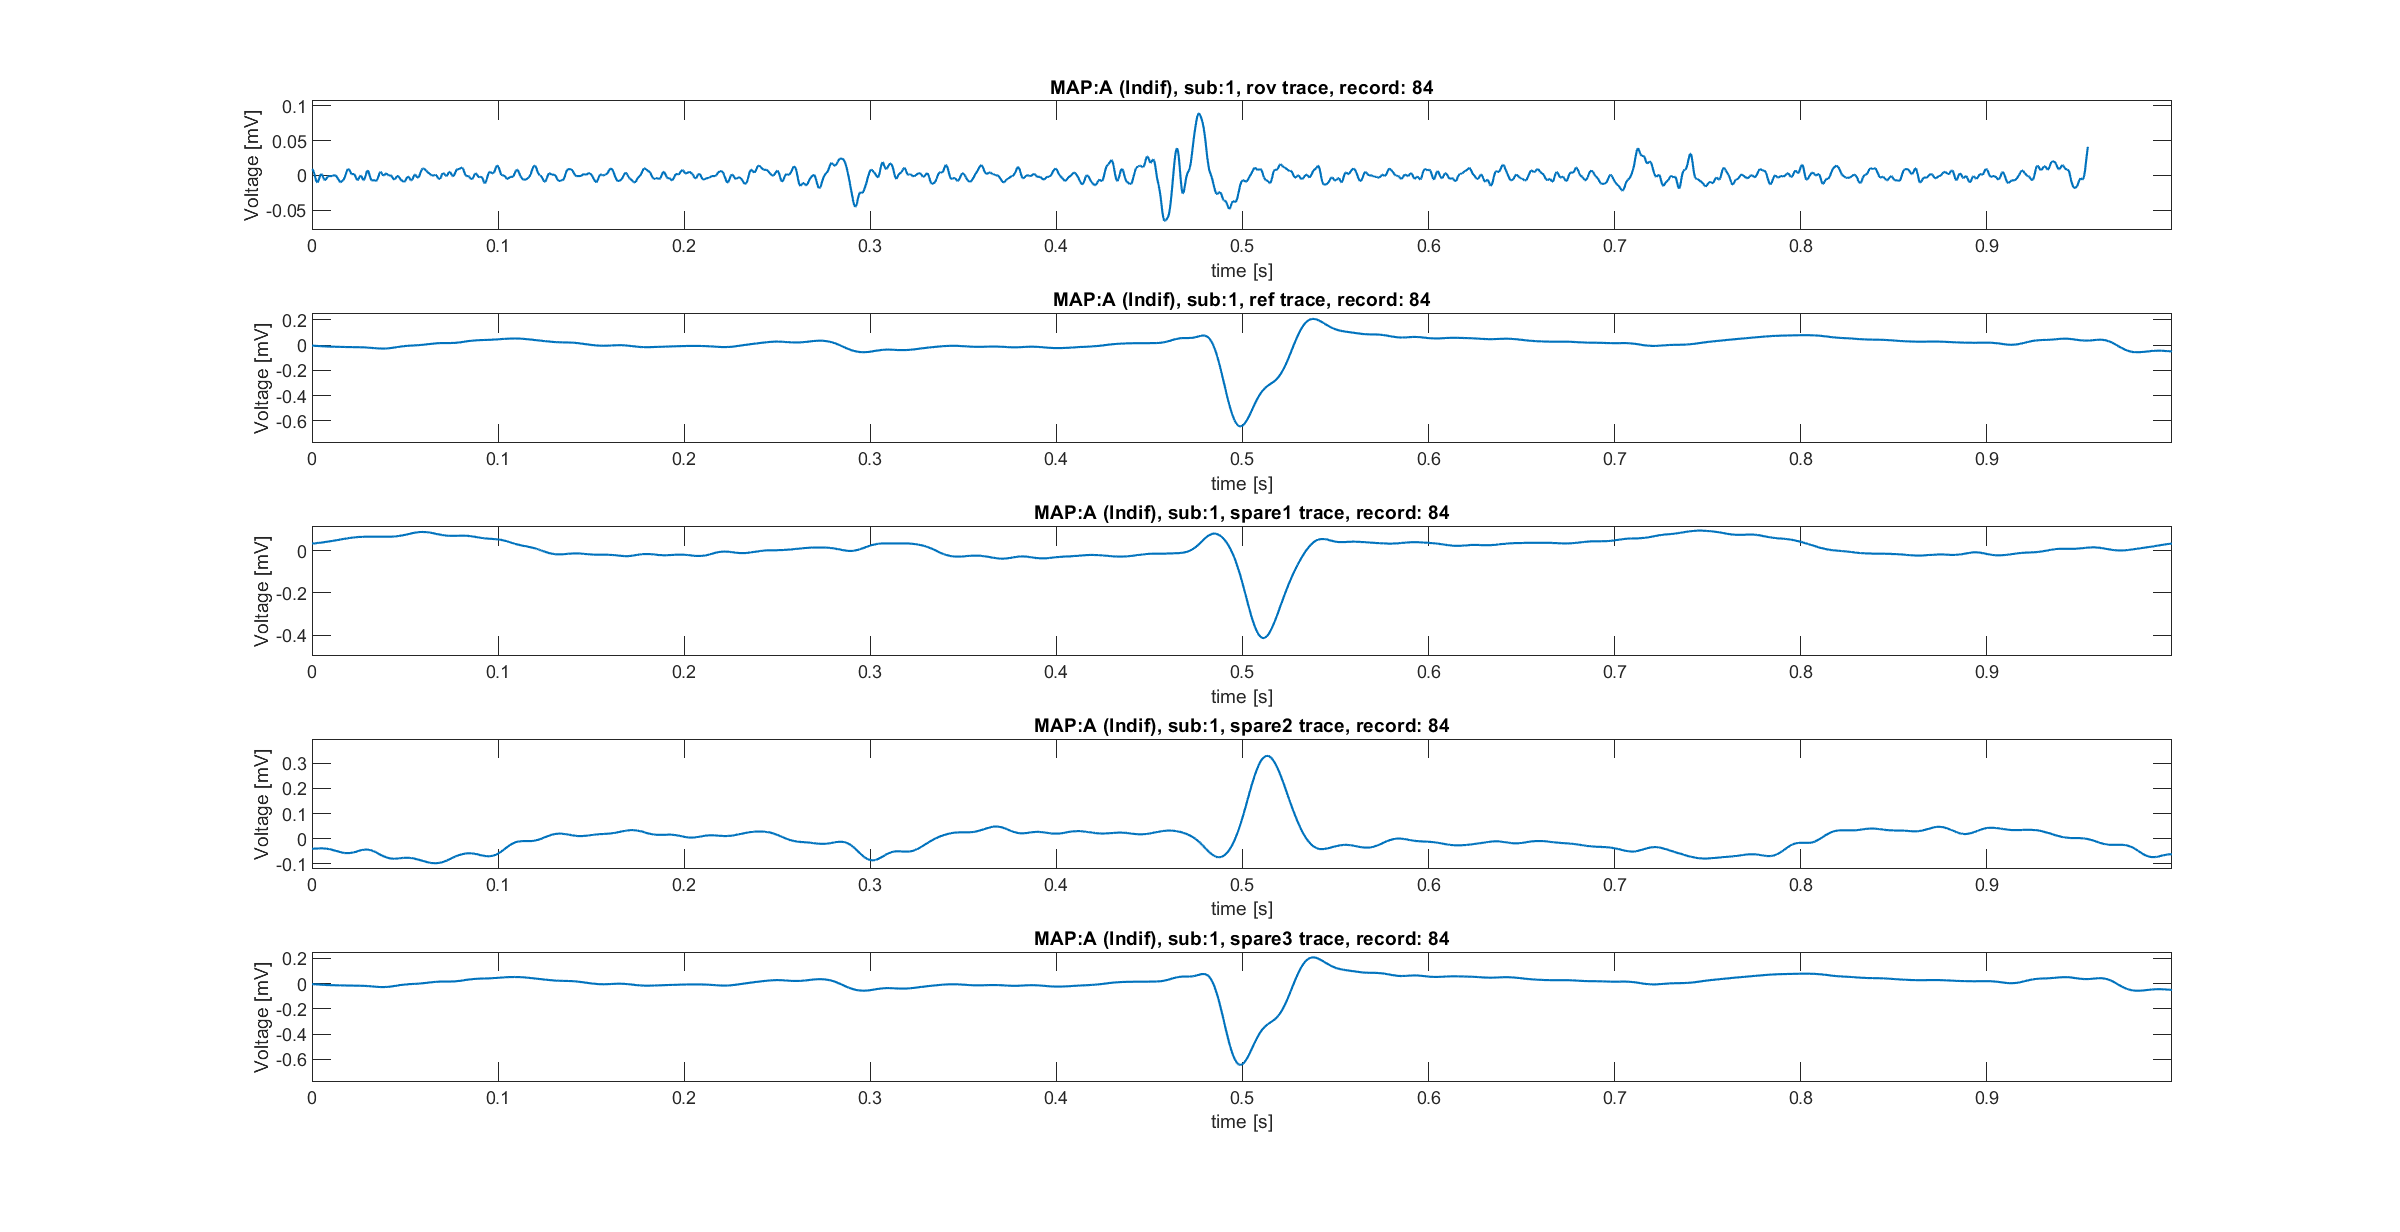 MAP:A (Indif), sub:1, rov trace, record: 84
Voltage [mV]
0.1
0.05
0
-0.05
0 0.1 0.2 0.3 0.4 0.5 0.6 0.7 0.8 0.9
time [s]
MAP:A (Indif), sub:1, ref trace, record: 84
Voltage [mV]
0.2
0
-0.2
-0.4
-0.6
0 0.1 0.2 0.3 0.4 0.5 0.6 0.7 0.8 0.9
time [s]
MAP:A (Indif), sub:1, spare1 trace, record: 84
Voltage [mV]
0
-0.2
-0.4
0 0.1 0.2 0.3 0.4 0.5 0.6 0.7 0.8 0.9
time [s]
MAP:A (Indif), sub:1, spare2 trace, record: 84
Voltage [mV]
0.3
0.2
0.1
0
-0.1
0 0.1 0.2 0.3 0.4 0.5 0.6 0.7 0.8 0.9
time [s]
MAP:A (Indif), sub:1, spare3 trace, record: 84
Voltage [mV]
0.2
0
-0.2
-0.4
-0.6
0 0.1 0.2 0.3 0.4 0.5 0.6 0.7 0.8 0.9
time [s]